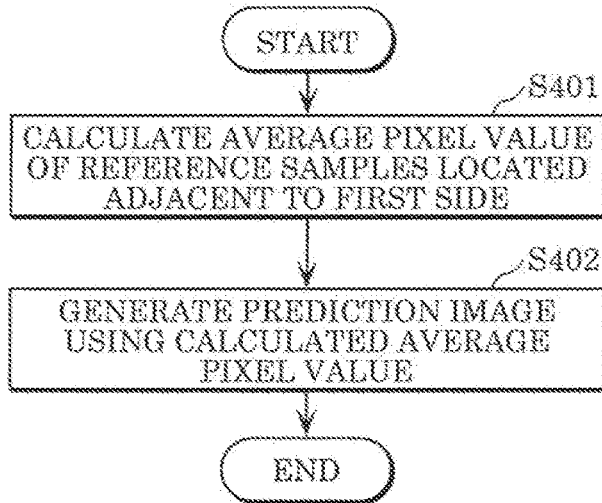 START
S401
CALCULATE AVERAGE PIXEL VALUE
OF REFERENCE SAMPLES LOCATED
ADJACENT TO FIRST SIDE
S402
GENERATE PREDICTION IMAGE
USING CALCULATED AVERAGE
PIXEL VALUE
END